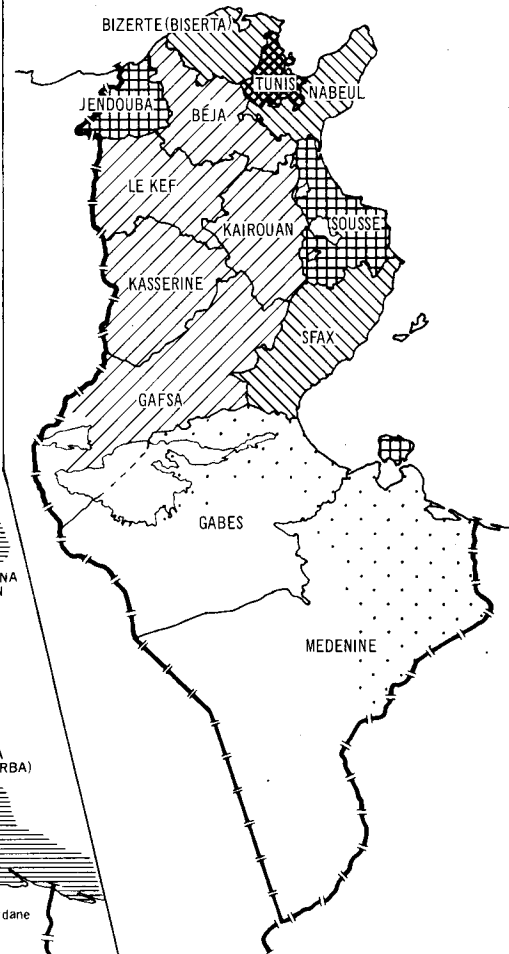 BIZERTE (BISERTA)
TUNIS
NABEUL
JENDOUBA
BÉJA
LE KEF
KAIROUAN
SOUSSE
KASSERINE
SFAX
GAFSA
GABES
NA
N
MEDENINE
A
RBA)
dane